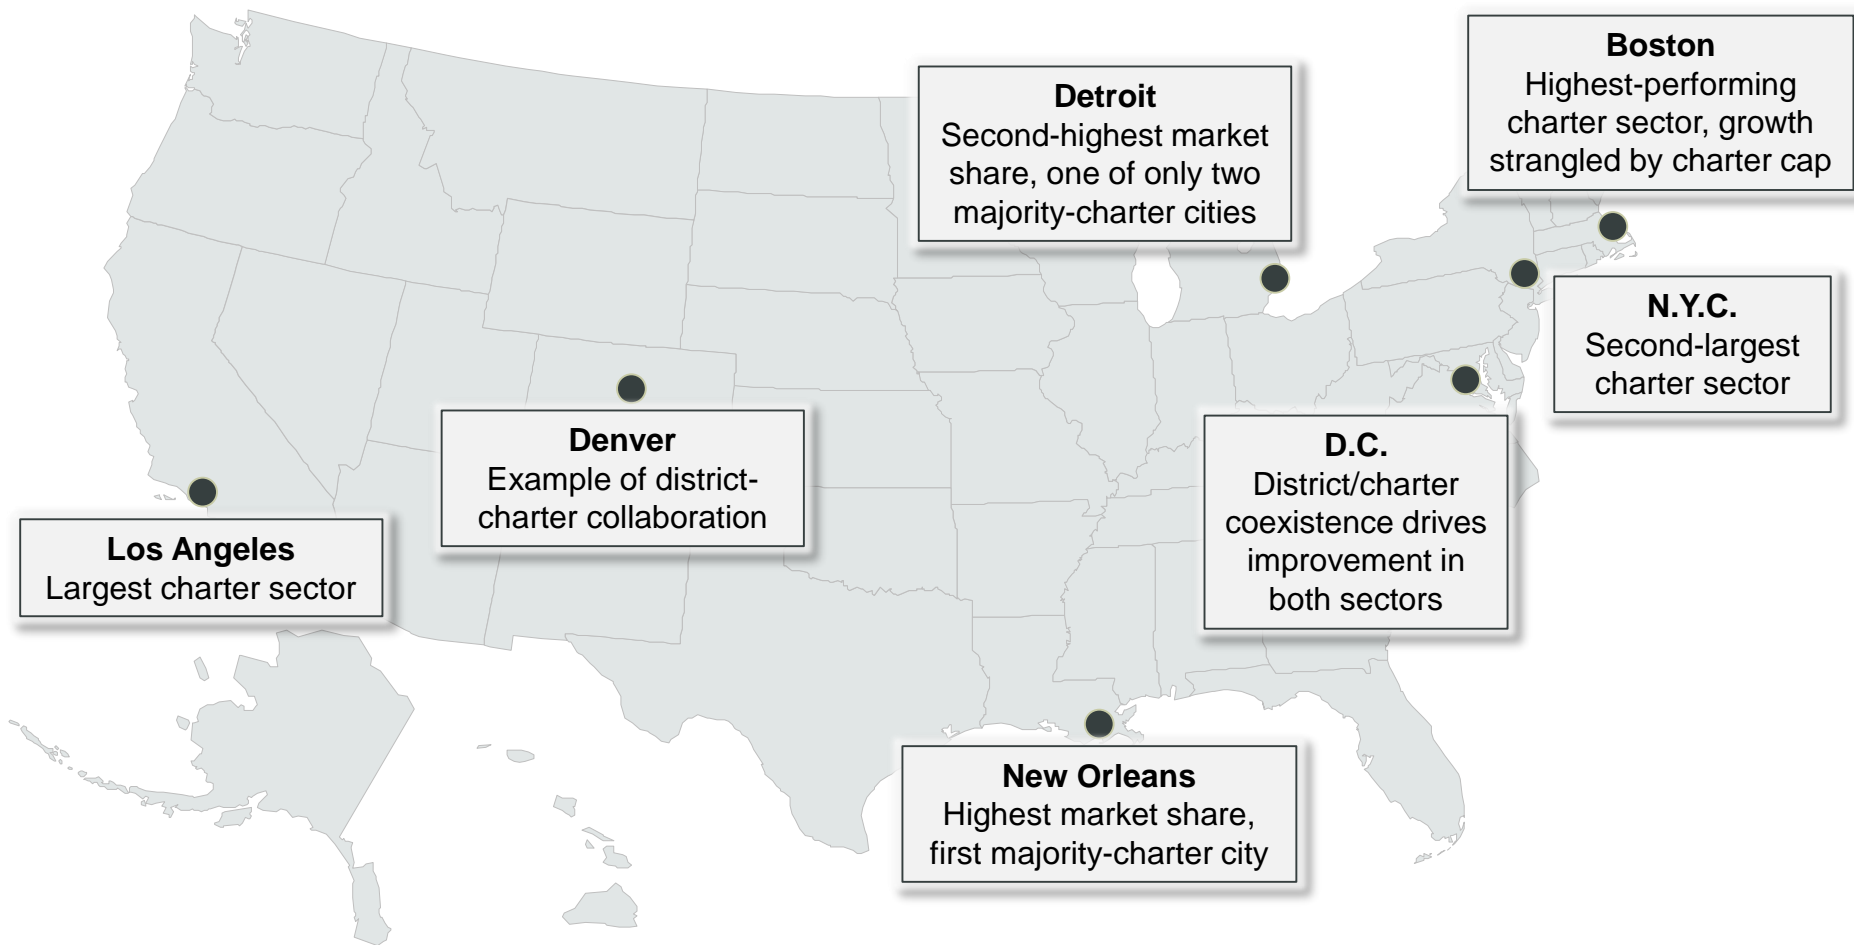 Boston
Highest-performing
charter sector, growth
strangled by charter cap
Detroit
Second-highest market
share, one of only two
majority-charter cities
N.Y.C.
Second-largest
charter sector
Denver
Example of district-
charter collaboration
D.C.
District/charter
coexistence drives
improvement in
both sectors
Los Angeles
Largest charter sector
New Orleans
Highest market share,
first majority-charter city